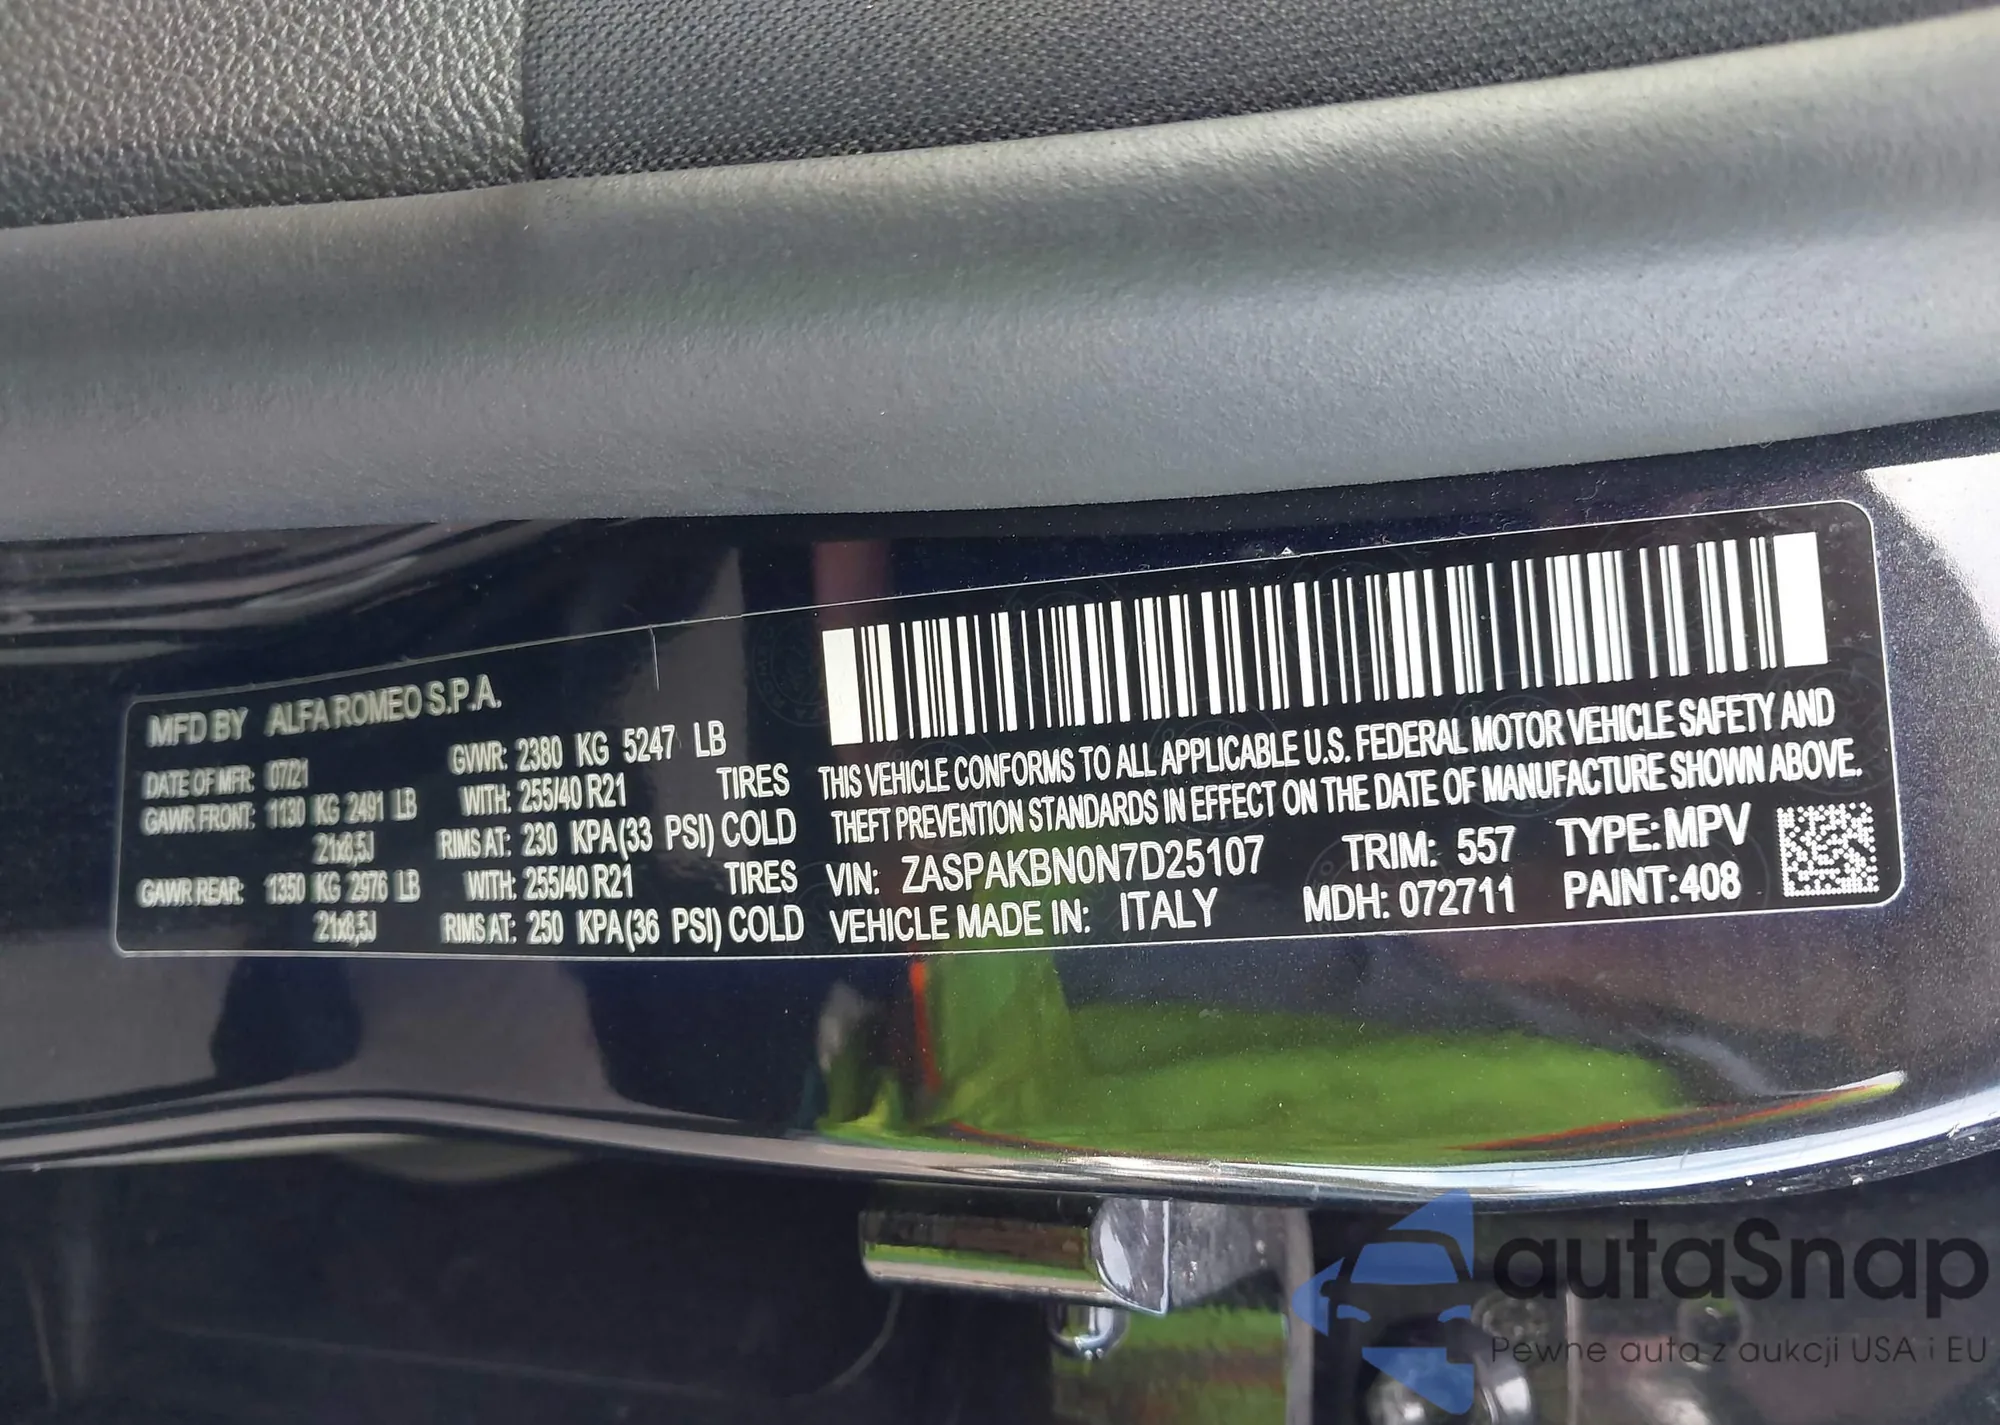 MFD BY ALFA ROMEO S.P.A.
DATE OF MFR: 07/21 GVWR: 2380 KG 5247 LB
GAWR FRONT: 1130 KG 2491 LB WITH: 255/40 R21 TIRES
21x8,5J RIMS AT: 230 KPA(33 PSI) COLD
GAWR REAR: 1350 KG 2976 LB WITH: 255/40 R21 TIRES
21x8,5J RIMS AT: 250 KPA(36 PSI) COLD
THIS VEHICLE CONFORMS TO ALL APPLICABLE U.S. FEDERAL MOTOR VEHICLE SAFETY AND
THEFT PREVENTION STANDARDS IN EFFECT ON THE DATE OF MANUFACTURE SHOWN ABOVE.
VIN: ZASPAKBN0N7D25107 TRIM: 557 TYPE: MPV
VEHICLE MADE IN: ITALY MDH: 072711 PAINT: 408
autaSnap
Pewne auta z aukcji USA i EU